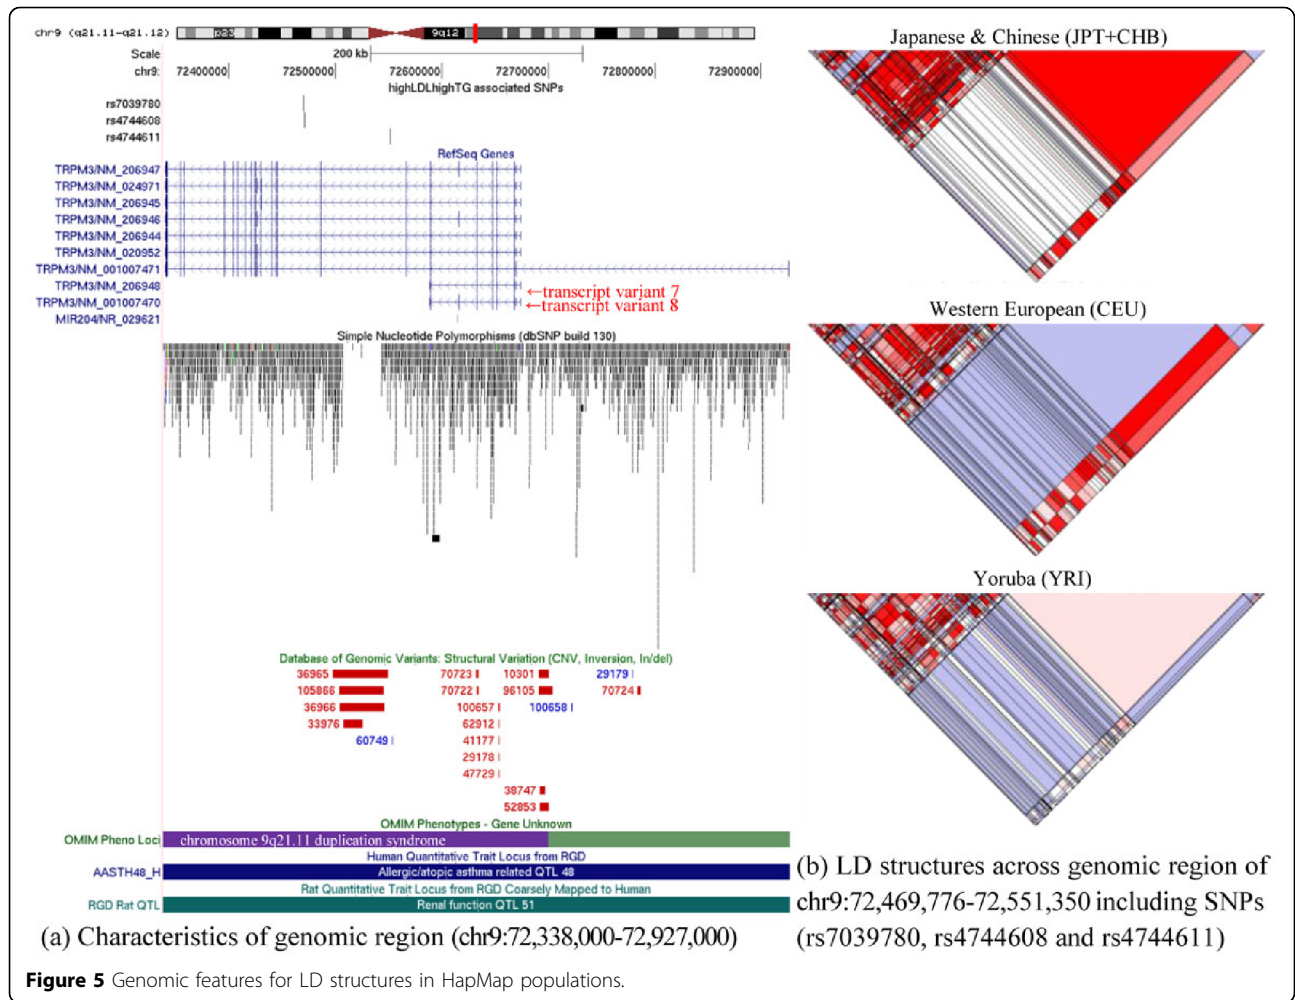 chr9 (q21.11-q21.12)
p23
9q12
Scale
200 kb
chr9:
72400000
72500000
72600000
72700000
72800000
72900000
highLDLhighTG associated SNPs
rs7039780
rs4744608
rs4744611
RefSeq Genes
TRPM3/NM_206947
TRPM3/NM_024971
TRPM3/NM_206945
TRPM3/NM_206946
TRPM3/NM_206944
TRPM3/NM_020952
TRPM3/NM_001007471
TRPM3/NM_206948 ←transcript variant 7
TRPM3/NM_001007470 ←transcript variant 8
MIR204/NR_029621
Simple Nucleotide Polymorphisms (dbSNP build 130)
Database of Genomic Variants: Structural Variation (CNV, Inversion, In/del)
36965 70723 10301 29179
105866 70722 96105 70724
36966 100657 100658
33976 62912
60749 41177
29178
47729
38747
52853
OMIM Phenotypes - Gene Unknown
OMIM Pheno Loci chromosome 9q21.11 duplication syndrome
Human Quantitative Trait Locus from RGD
AASTH48_H Allergic/atopic asthma related QTL 48
Rat Quantitative Trait Locus from RGD Coarsely Mapped to Human
RGD Rat QTL Renal function QTL 51
(a) Characteristics of genomic region (chr9:72,338,000-72,927,000)
Japanese & Chinese (JPT+CHB)
Western European (CEU)
Yoruba (YRI)
(b) LD structures across genomic region of
chr9:72,469,776-72,551,350 including SNPs
(rs7039780, rs4744608 and rs4744611)
Figure 5 Genomic features for LD structures in HapMap populations.